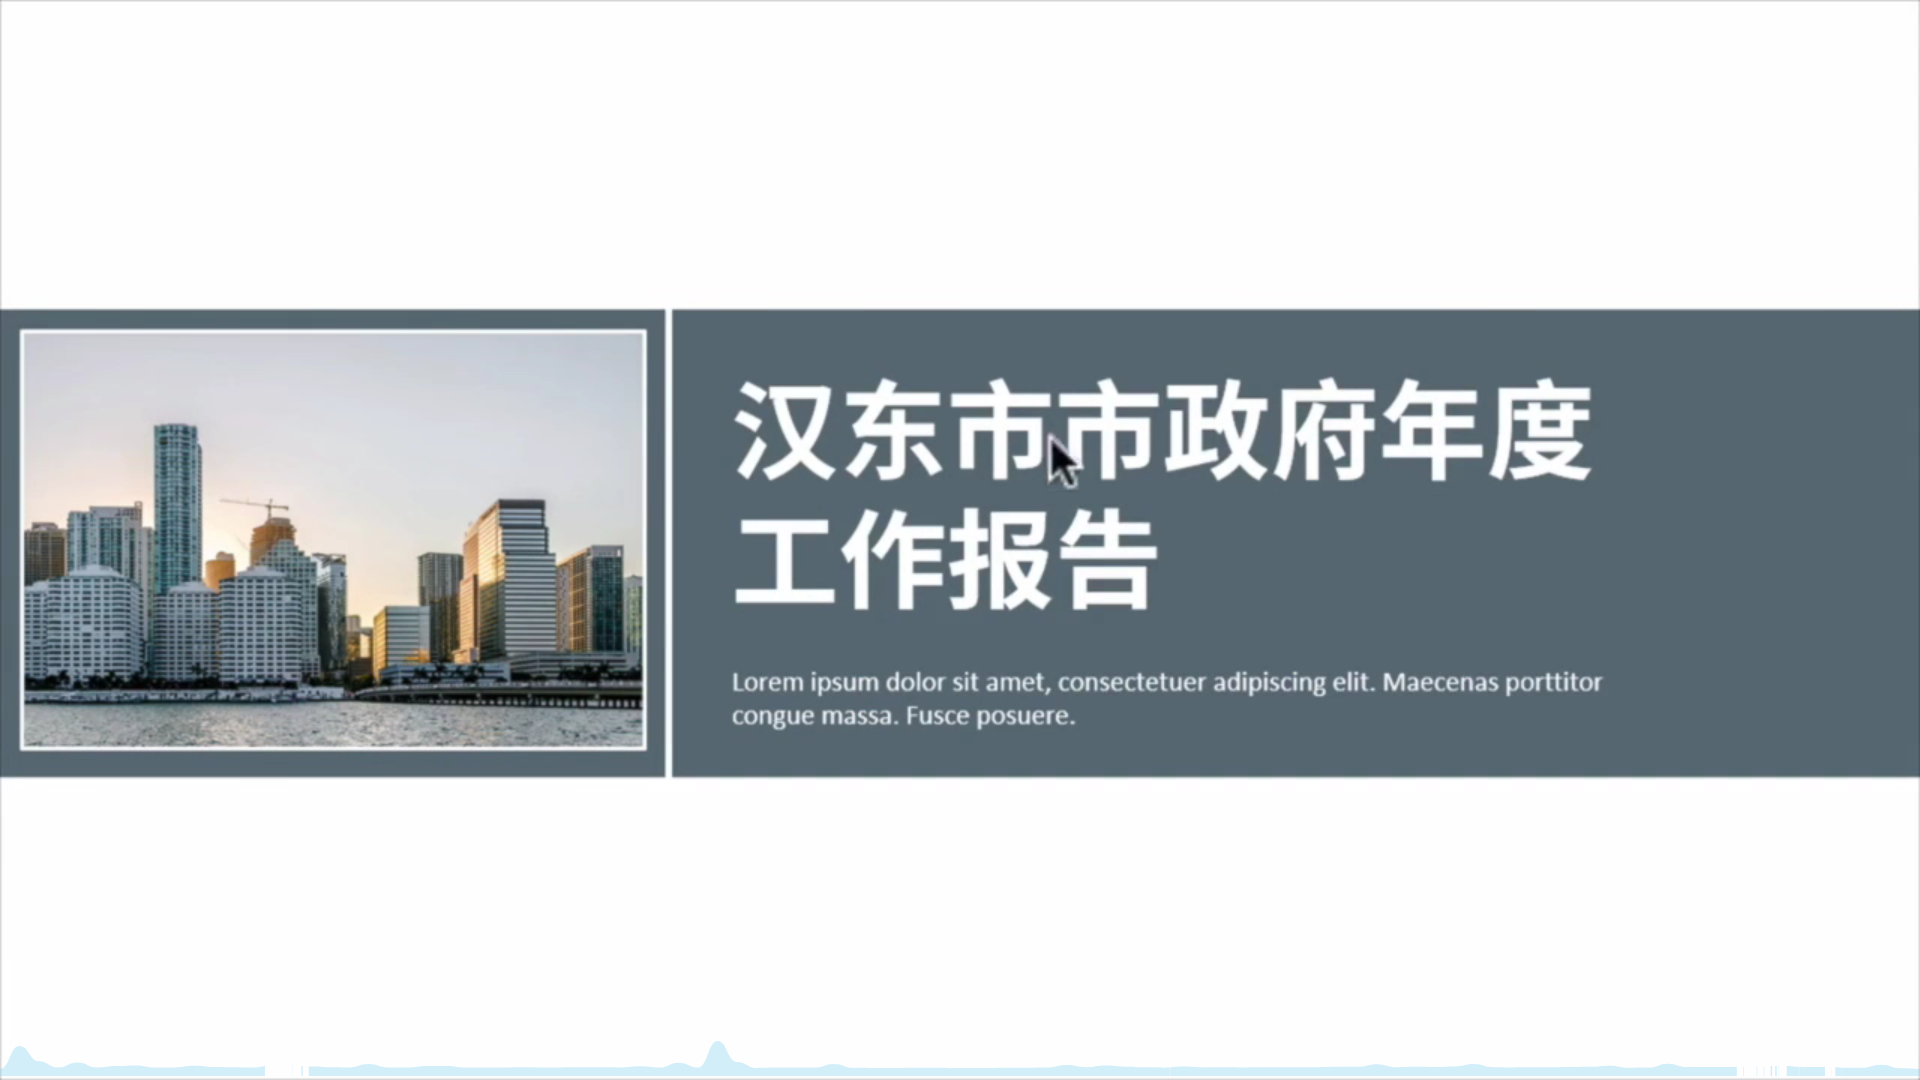 汉东市市政府年度
工作报告
Lorem ipsum dolor sit amet, consectetuer adipiscing elit. Maecenas porttitor
congue massa. Fusce posuere.